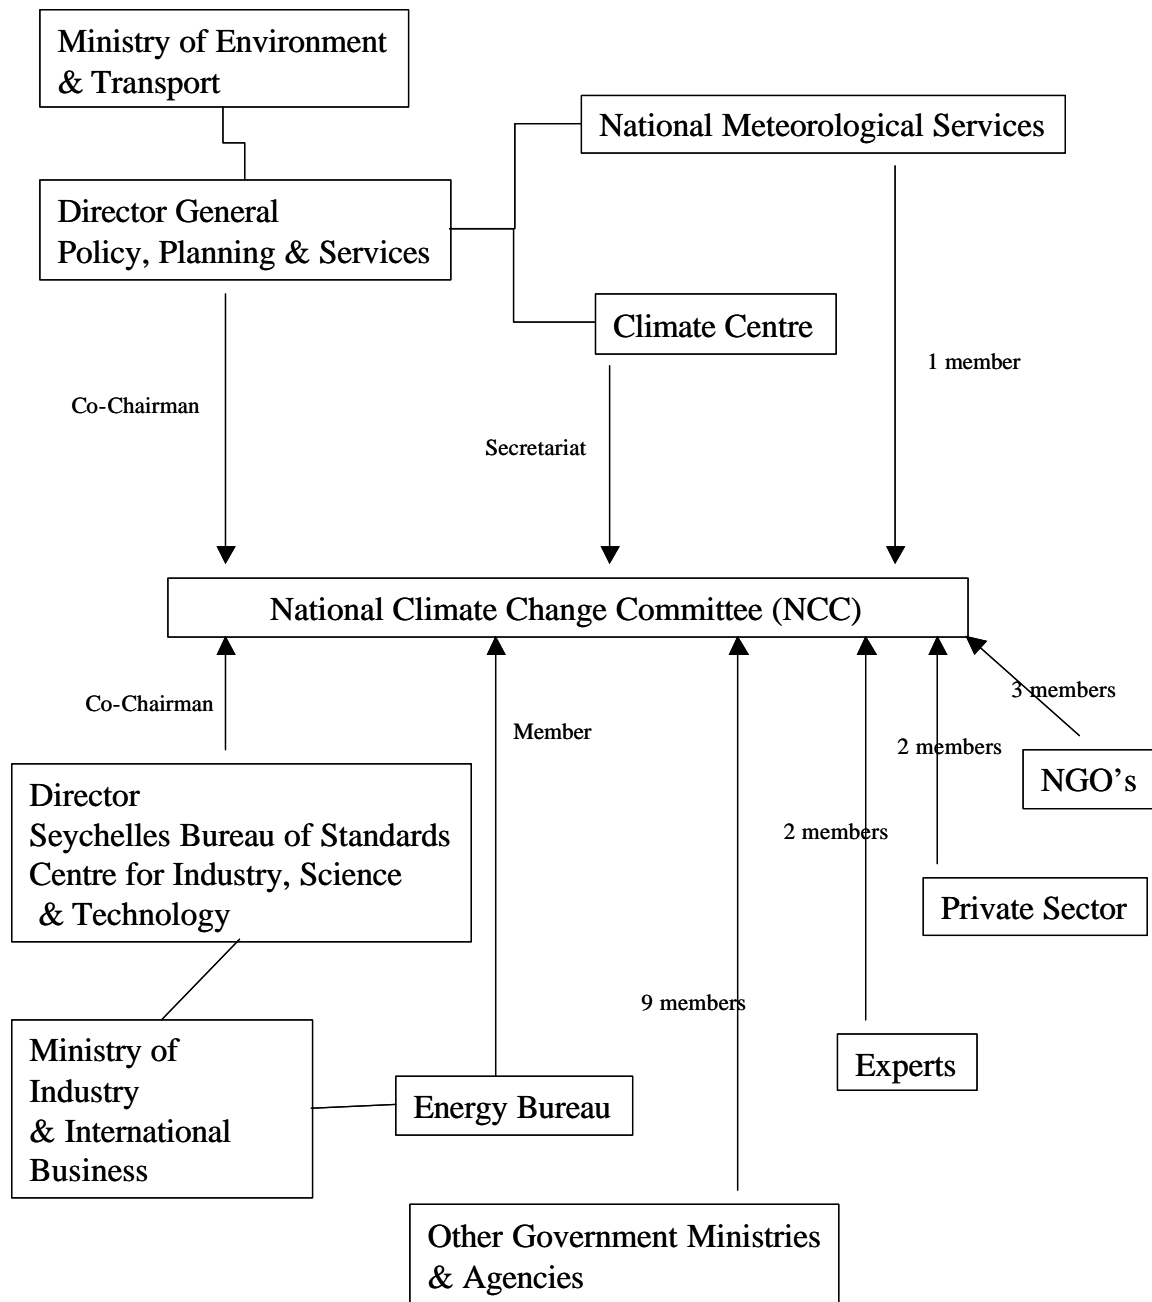 Ministry of Environment
& Transport
National Meteorological Services
Director General
Policy, Planning & Services
Climate Centre
1 member
Co-Chairman
Secretariat
National Climate Change Committee (NCC)
3 members
Co-Chairman
Member
2 members
NGO’s
Director
Seychelles Bureau of Standards
Centre for Industry, Science
& Technology
2 members
Private Sector
9 members
Ministry of
Industry
& International
Business
Experts
Energy Bureau
Other Government Ministries
& Agencies